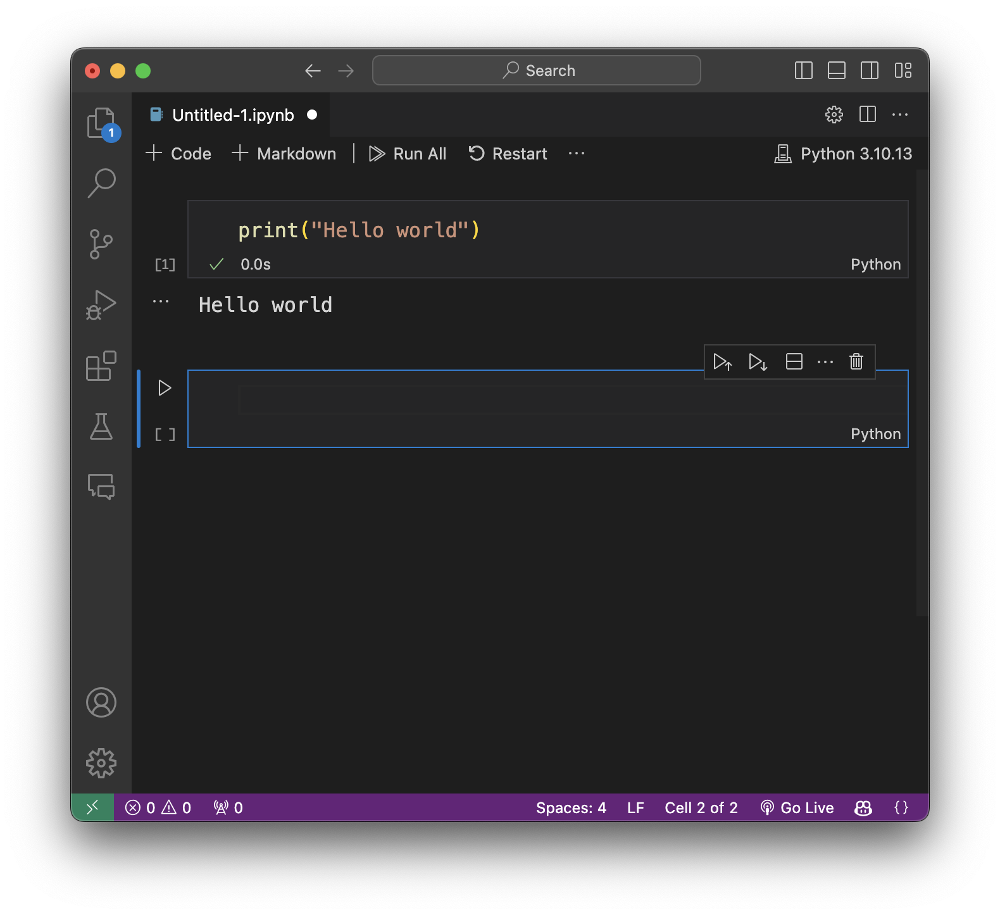 Search
1
Untitled-1.ipynb
Code
Markdown
Run All
Restart
Python 3.10.13
print("Hello world")
[1]
0.0s
Python
Hello world
[ ]
Python
0
0
0
Spaces: 4
LF
Cell 2 of 2
Go Live
{}